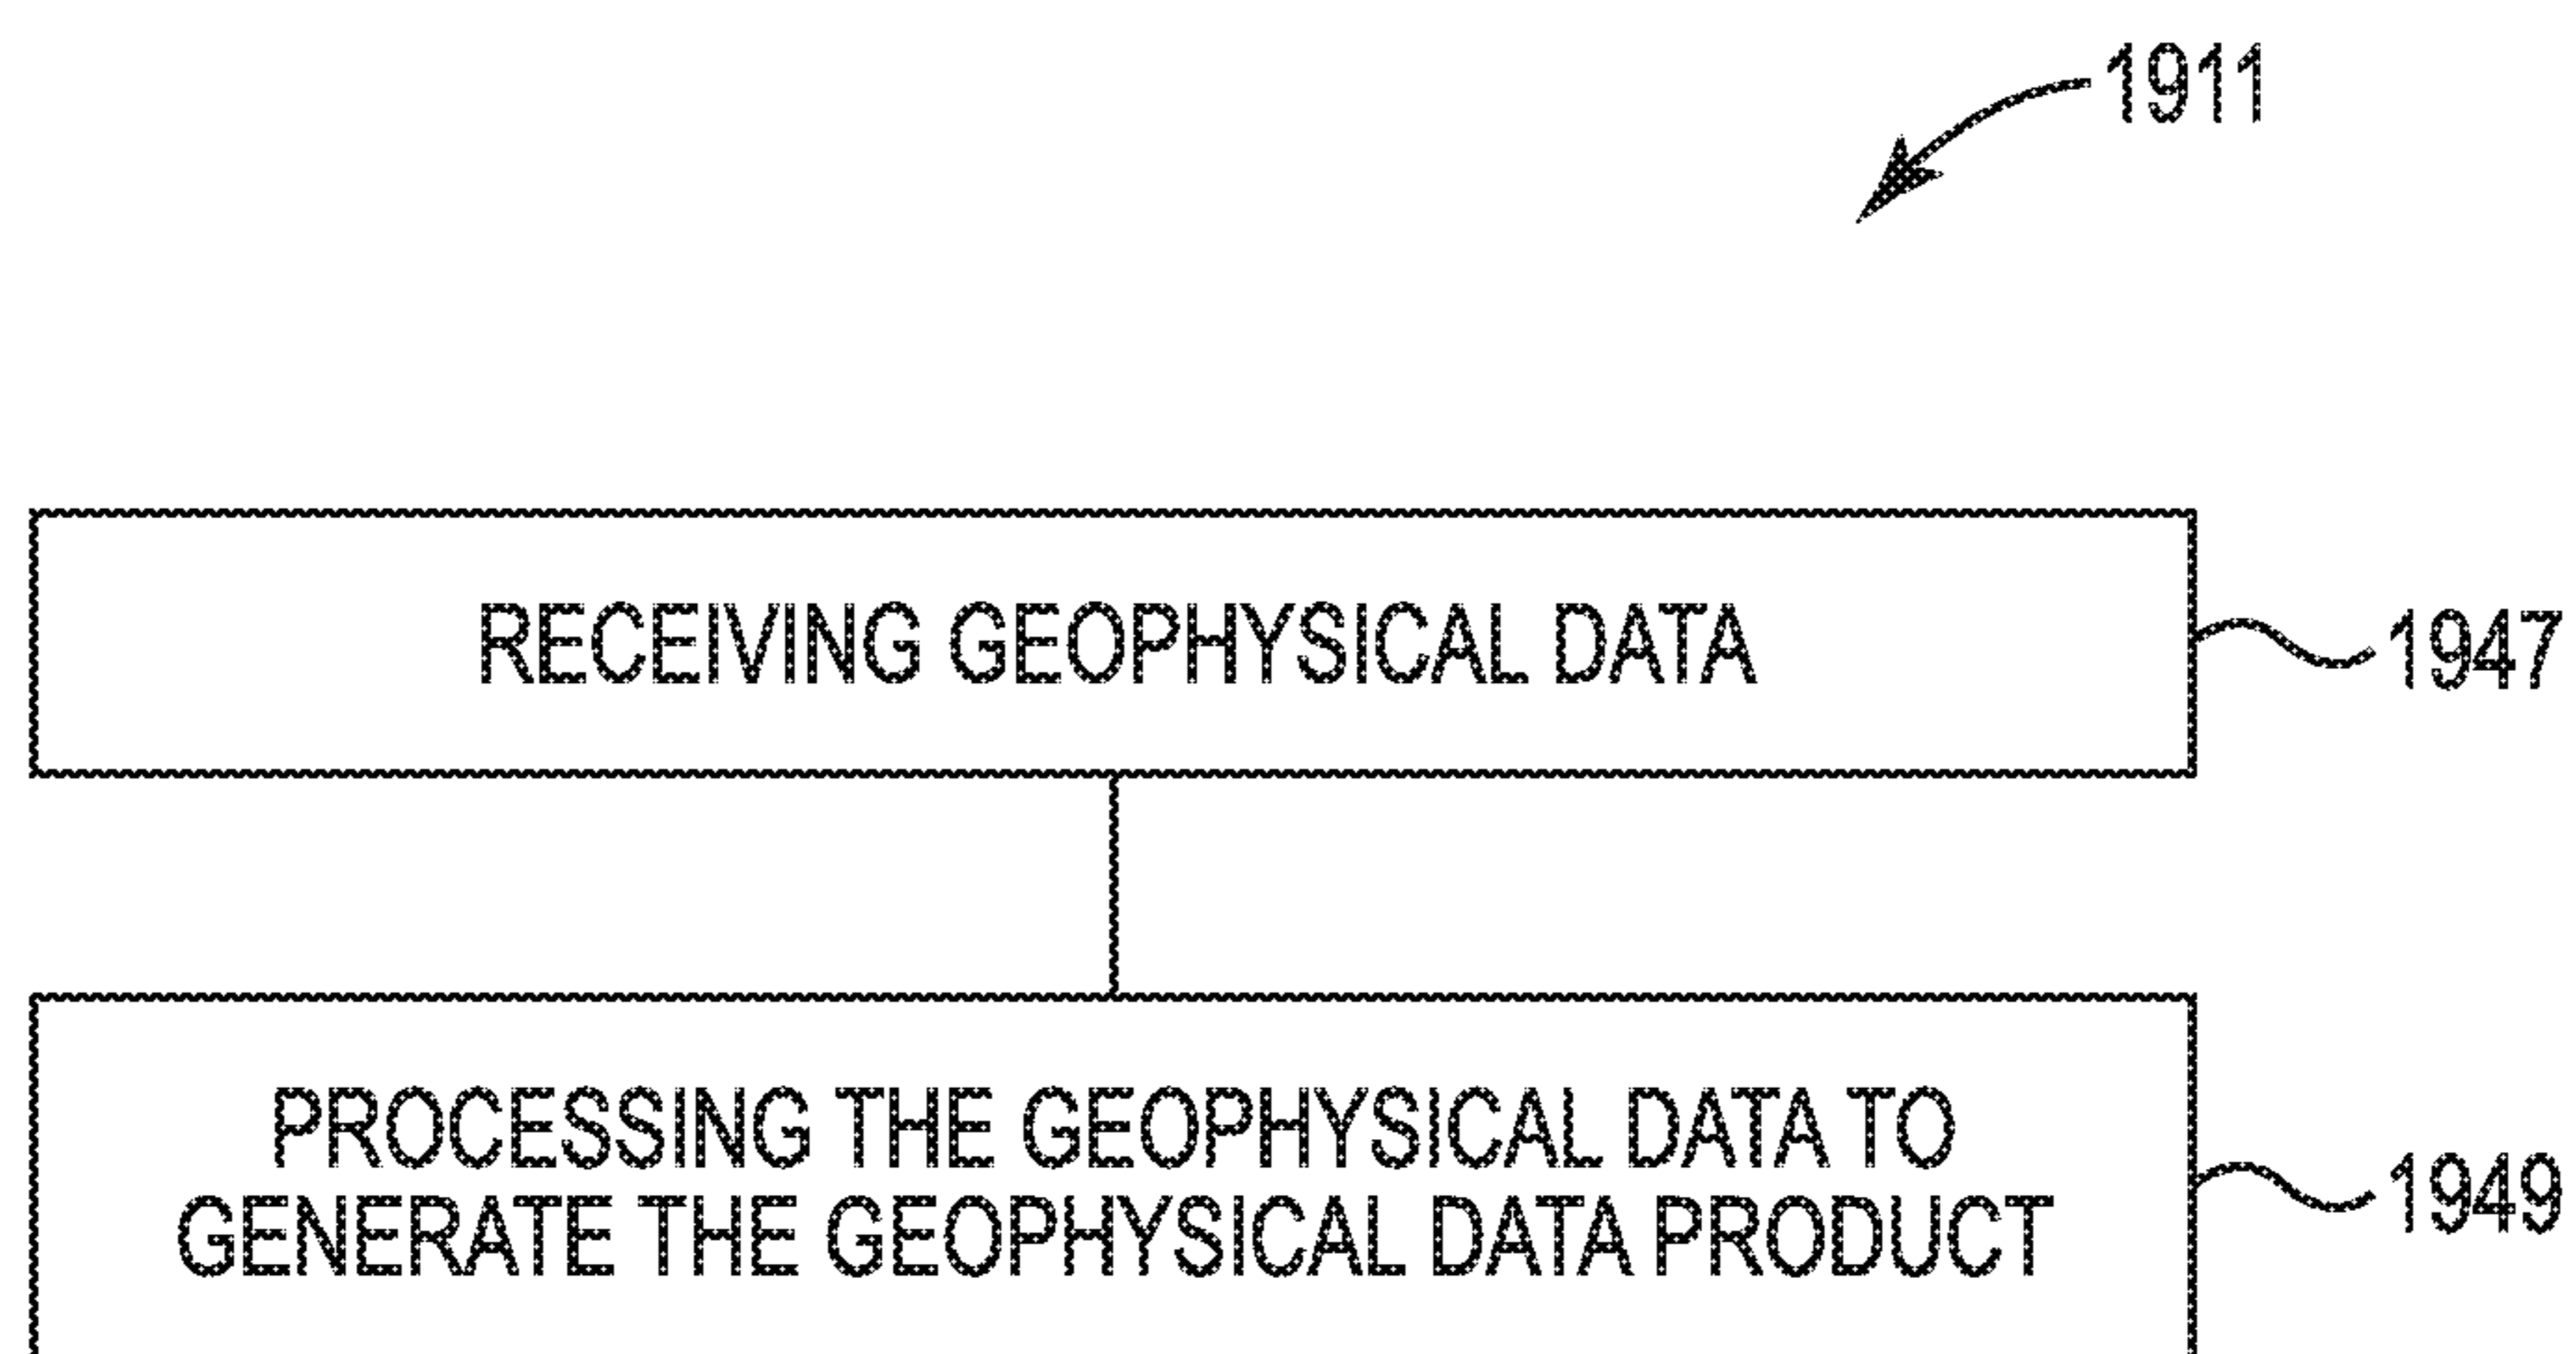 1911
RECEIVING GEOPHYSICAL DATA
1947
PROCESSING THE GEOPHYSICAL DATA TO
GENERATE THE GEOPHYSICAL DATA PRODUCT
1949